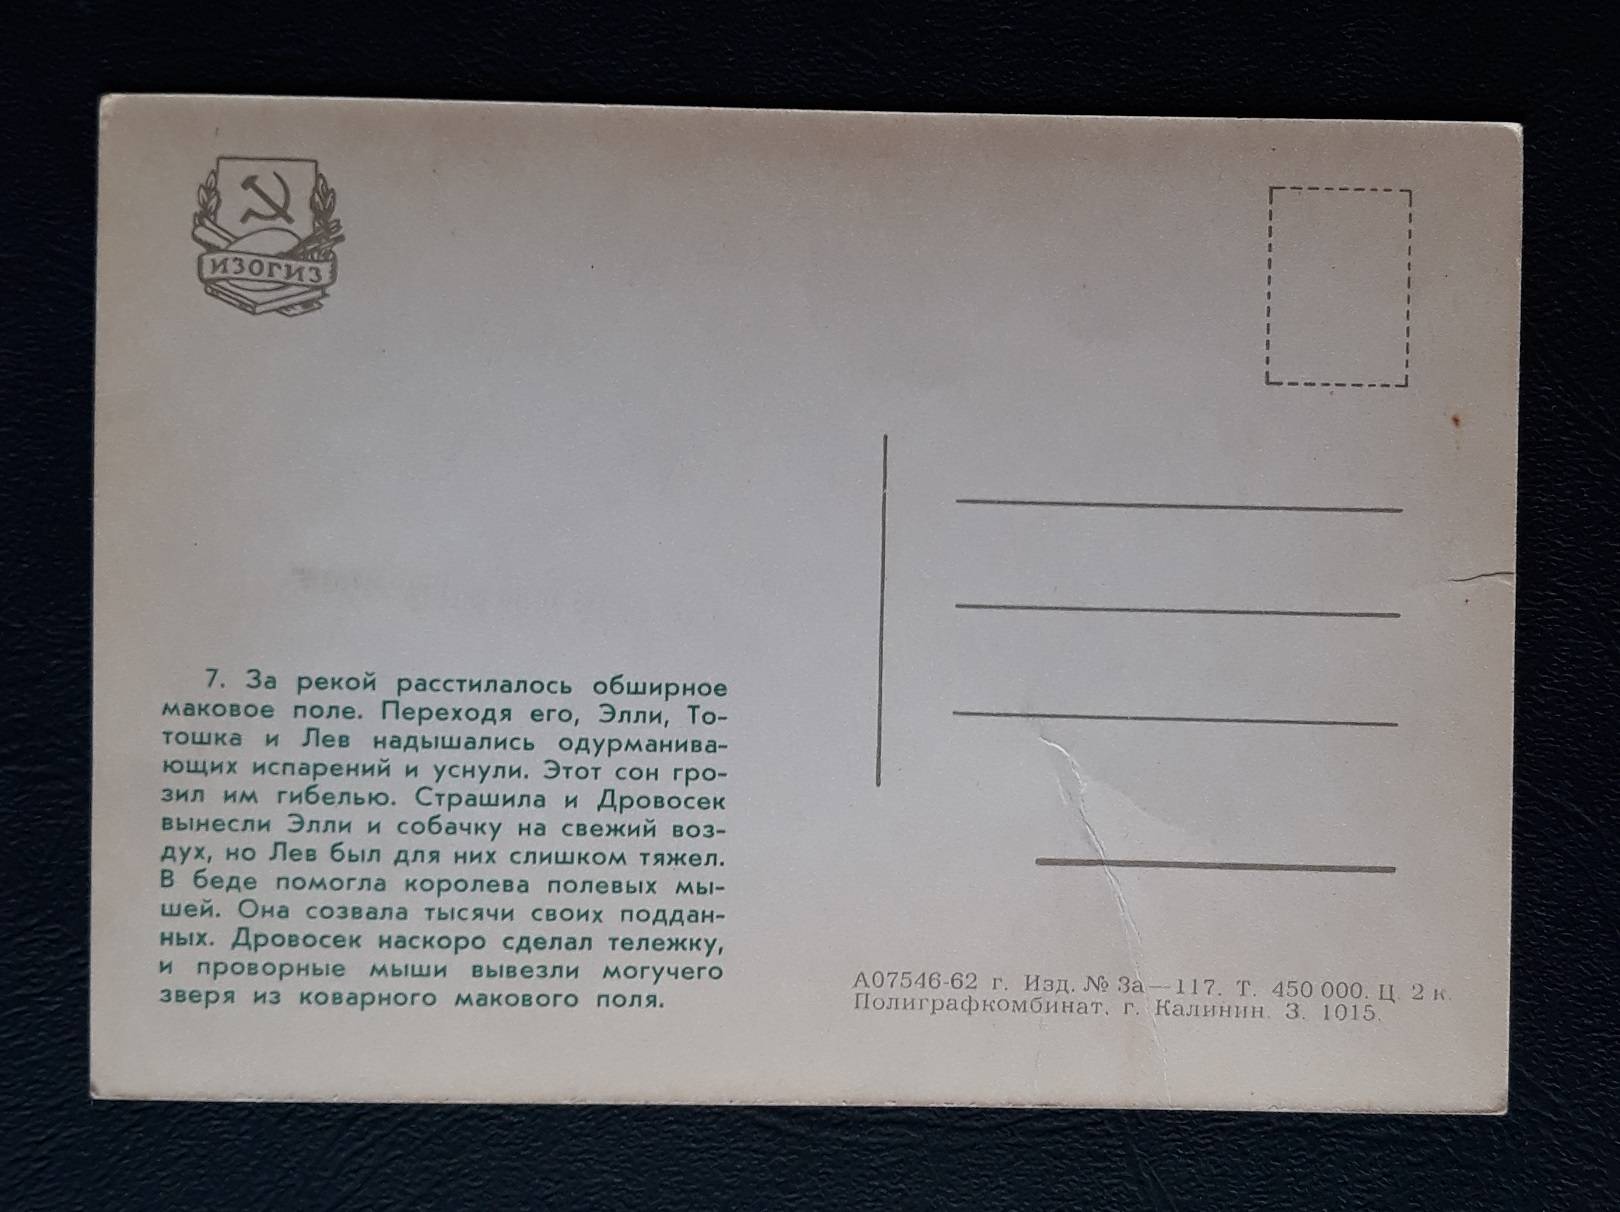 ИЗОГИЗ
7. За рекой расстилалось обширное
маковое поле. Переходя его, Элли, То-
тошка и Лев надышались одурманива-
ющих испарений и уснули. Этот сон гро-
зил им гибелью. Страшила и Дровосек
вынесли Элли и собачку на свежий воз-
дух, но Лев был для них слишком тяжел.
В беде помогла королева полевых мы-
шей. Она созвала тысячи своих поддан-
ных. Дровосек наскоро сделал тележку,
и проворные мыши вывезли могучего
зверя из коварного макового поля.
А07546-62 г. Изд. № 3а—117. Т. 450 000. Ц. 2 к.
Полиграфкомбинат, г. Калинин. З. 1015.